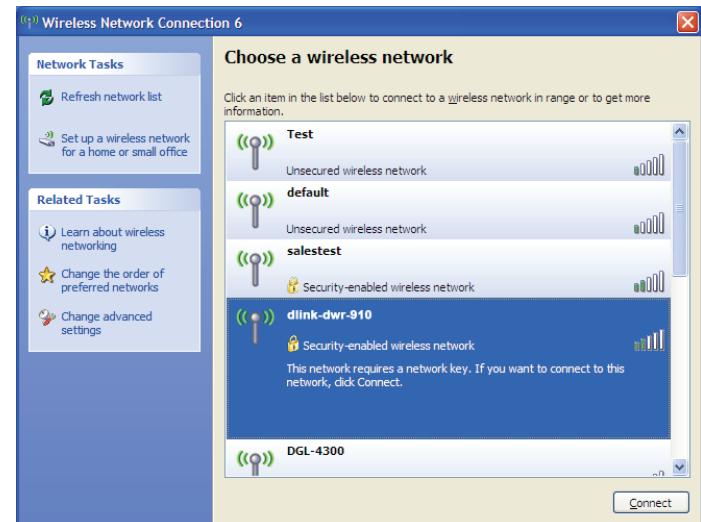 Wireless Network Connection 6
Network Tasks
Refresh network list
Set up a wireless network
for a home or small office
Related Tasks
Learn about wireless
networking
Change the order of
preferred networks
Change advanced
settings
Choose a wireless network
Click an item in the list below to connect to a wireless network in range or to get more
information.
Test
Unsecured wireless network
default
Unsecured wireless network
salestest
Security-enabled wireless network
dlink-dwr-910
Security-enabled wireless network
This network requires a network key. If you want to connect to this
network, click Connect.
DGL-4300
Connect